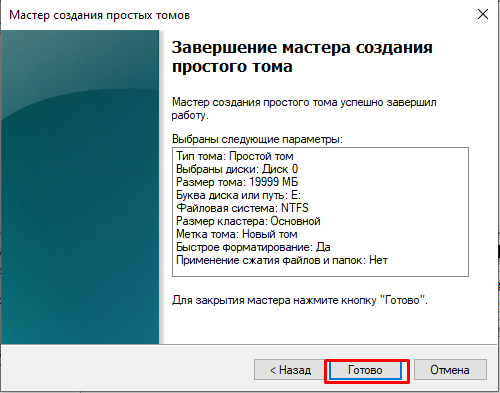 Мастер создания простых томов
Завершение мастера создания
простого тома
Мастер создания простого тома успешно завершил
работу.
Выбраны следующие параметры:
Тип тома: Простой том
Выбраны диски: Диск 0
Размер тома: 19999 МБ
Буква диска или путь: E:
Файловая система: NTFS
Размер кластера: Основной
Метка тома: Новый том
Быстрое форматирование: Да
Применение сжатия файлов и папок: Нет
Для закрытия мастера нажмите кнопку "Готово".
< Назад
Готово
Отмена